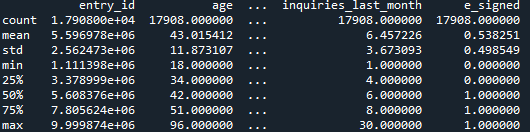 entry_id age ... inquiries_last_month e_signed
count 1.790800e+04 17908.000000 ... 17908.000000 17908.000000
mean 5.596978e+06 43.015412 ... 6.457226 0.538251
std 2.562473e+06 11.873107 ... 3.673093 0.498549
min 1.111398e+06 18.000000 ... 1.000000 0.000000
25% 3.378999e+06 34.000000 ... 4.000000 0.000000
50% 5.608376e+06 42.000000 ... 6.000000 1.000000
75% 7.805624e+06 51.000000 ... 8.000000 1.000000
max 9.999874e+06 96.000000 ... 30.000000 1.000000